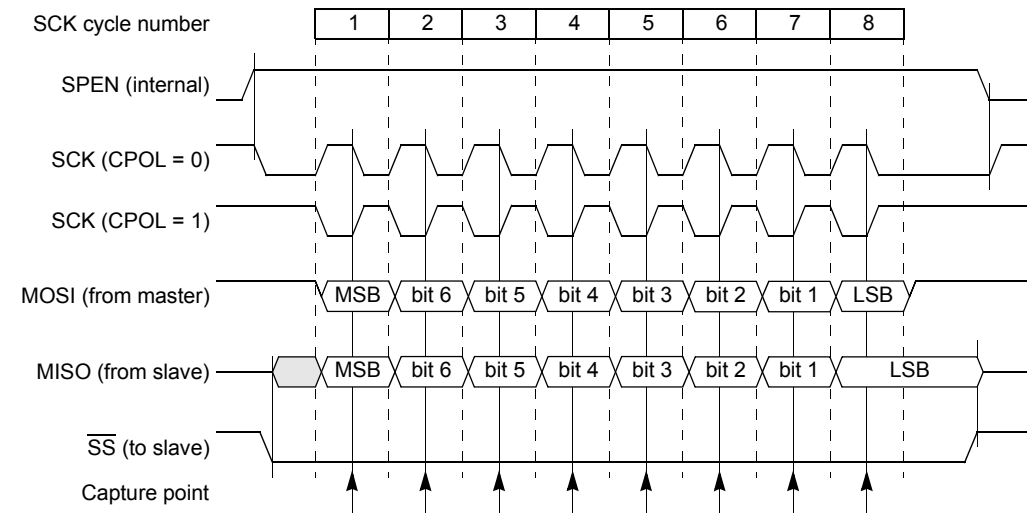 SCK cycle number 1 2 3 4 5 6 7 8
SPEN (internal)
SCK (CPOL = 0)
SCK (CPOL = 1)
MOSI (from master) MSB bit 6 bit 5 bit 4 bit 3 bit 2 bit 1 LSB
MISO (from slave) MSB bit 6 bit 5 bit 4 bit 3 bit 2 bit 1 LSB
SS (to slave)
Capture point